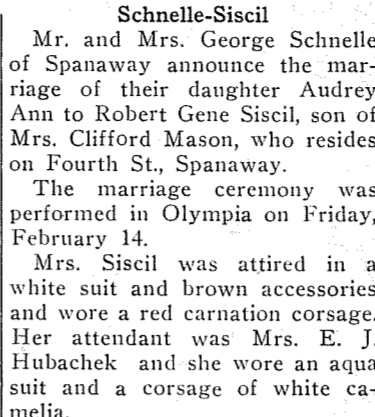 Schnelle-Siscil
Mr. and Mrs. George Schnelle
of Spanaway announce the mar-
riage of their daughter Audrey
Ann to Robert Gene Siscil, son of
Mrs. Clifford Mason, who resides
on Fourth St., Spanaway.
The marriage ceremony was
performed in Olympia on Friday,
February 14.
Mrs. Siscil was attired in a
white suit and brown accessories
and wore a red carnation corsage.
Her attendant was Mrs. E. J.
Hubachek and she wore an aqua
suit and a corsage of white ca-
melia.